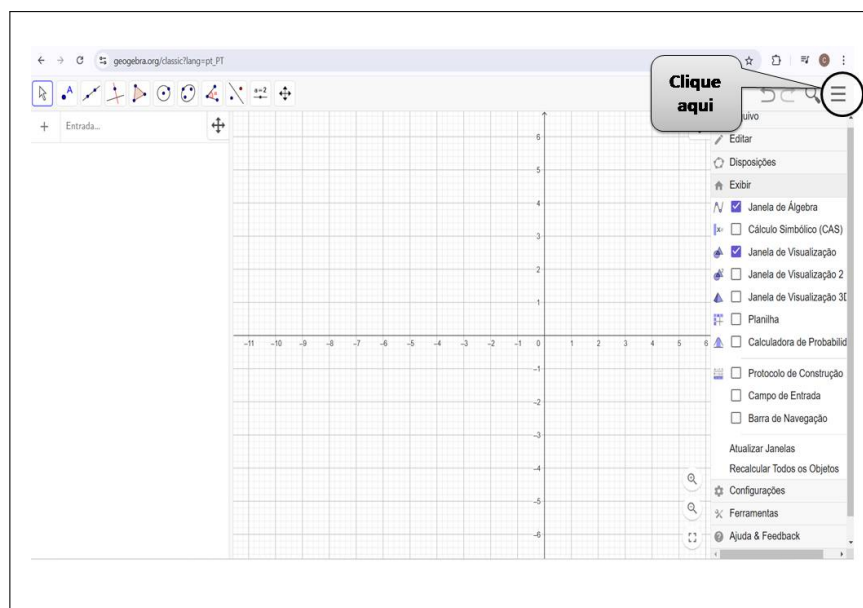 geogebra.org/classic?lang=pt_PT
Clique
aqui
a=2
Entrada...
Editar
Disposições
Exibir
Janela de Álgebra
Cálculo Simbólico (CAS)
Janela de Visualização
Janela de Visualização 2
Janela de Visualização 3D
Planilha
Calculadora de Probabilid
Protocolo de Construção
Campo de Entrada
Barra de Navegação
Atualizar Janelas
Recalcular Todos os Objetos
Configurações
Ferramentas
Ajuda & Feedback
6
4
3
2
1
-11 -10 -9 -8 -7 -6 -5 -4 -3 -2 -1 0 1 2 3 4 5 6
-1
-2
-3
-4
-5
-6